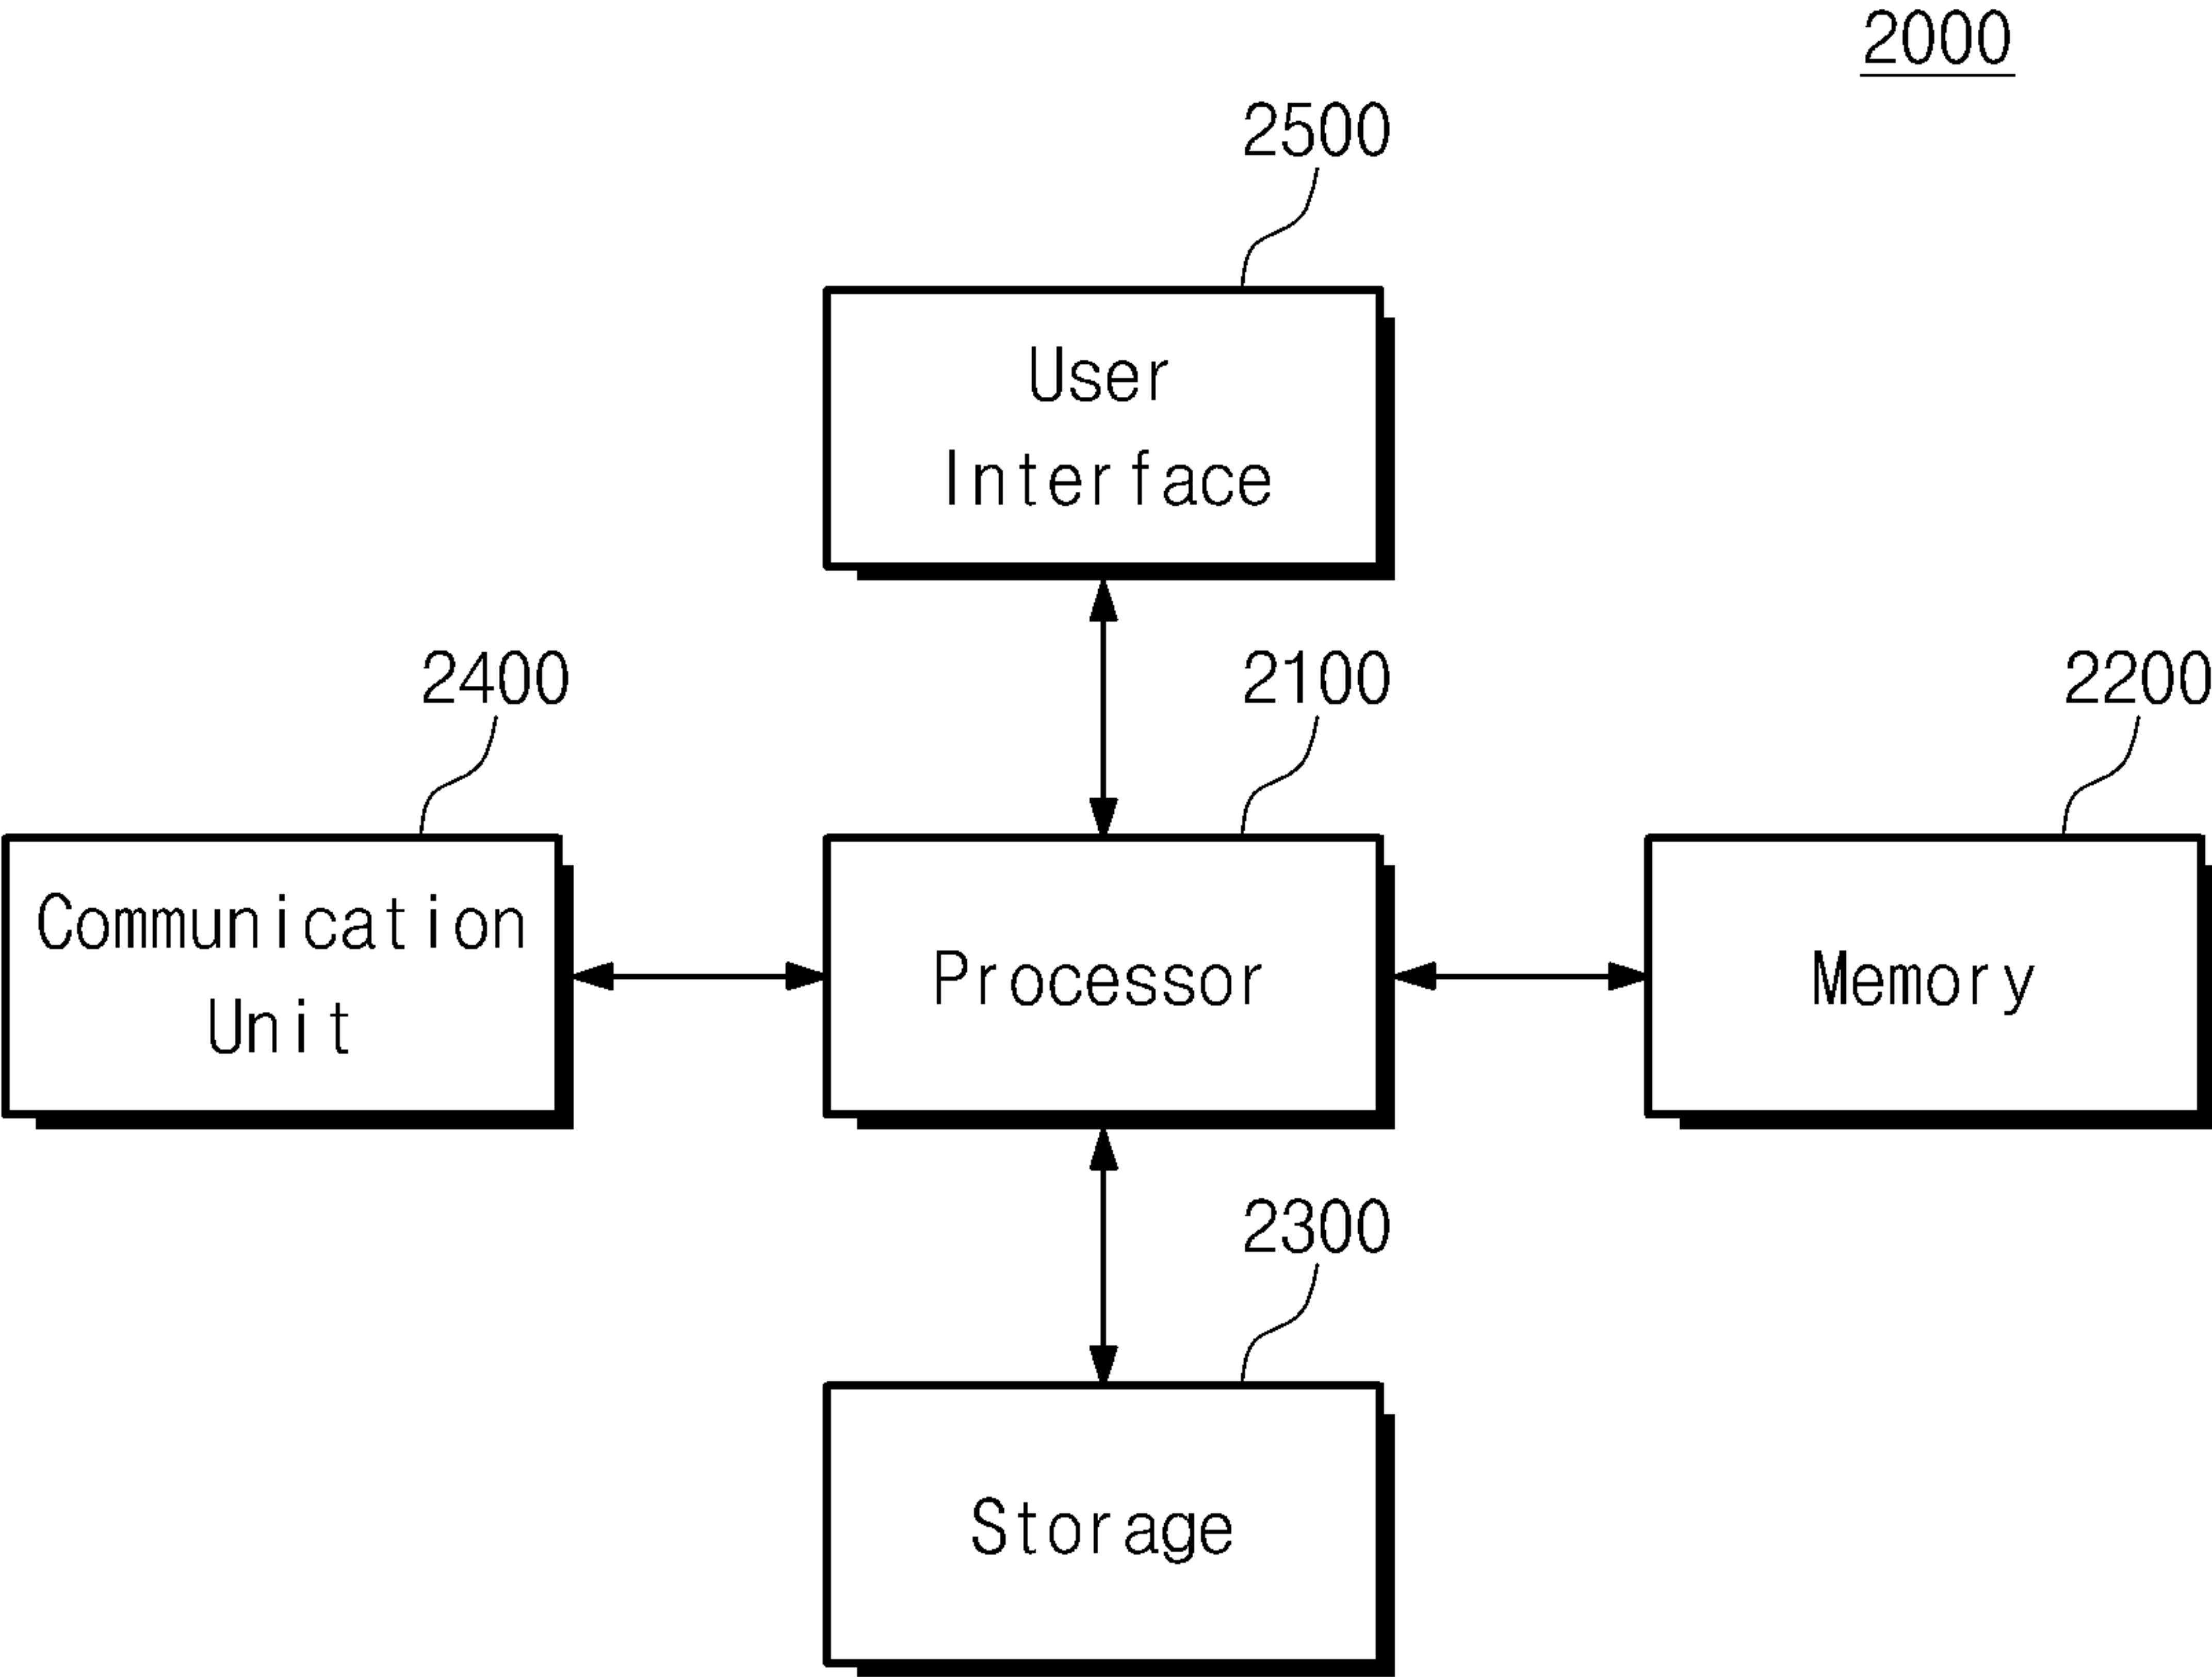 2000
2500
User
Interface
2400
2100
2200
Communication
Unit
Processor
Memory
2300
Storage